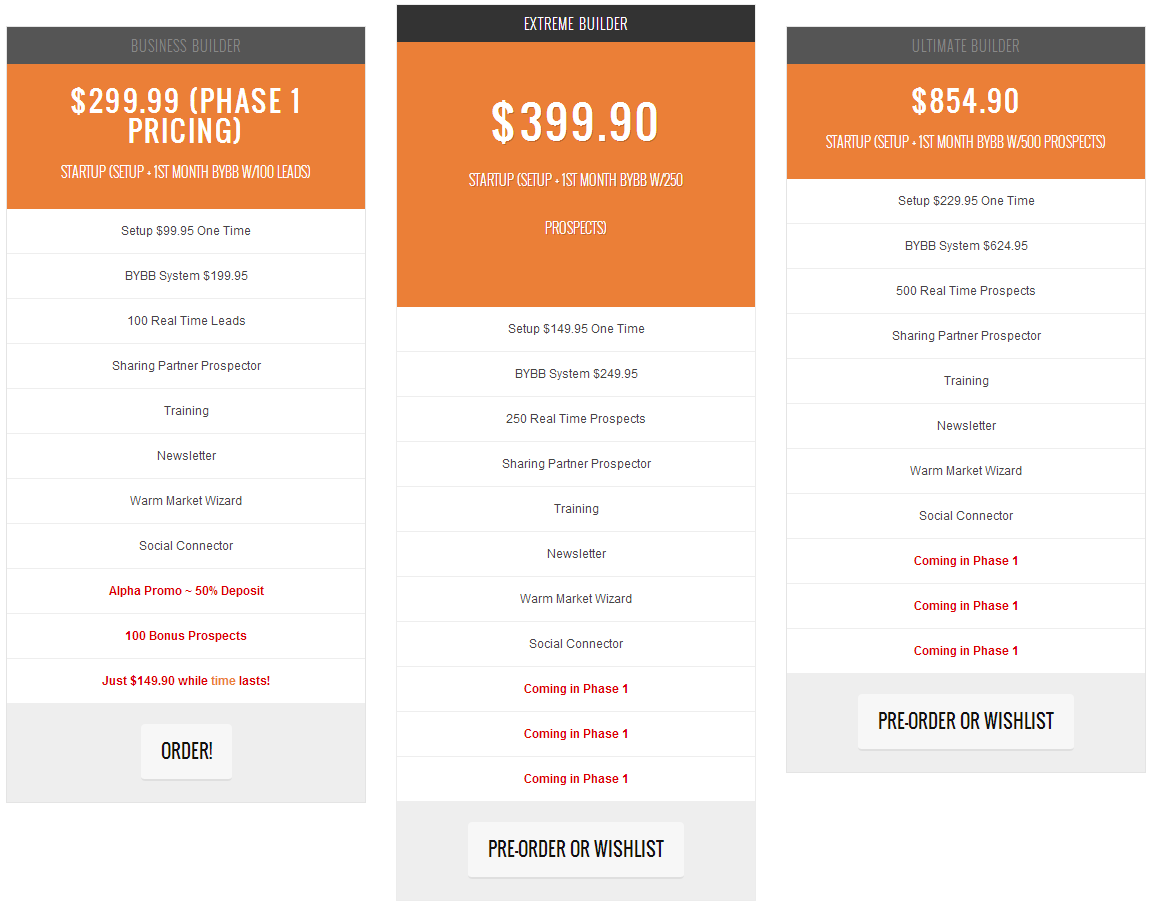 BUSINESS BUILDER
$299.99 (PHASE 1
PRICING)
STARTUP (SETUP + 1ST MONTH BYBB W/100 LEADS)
Setup $99.95 One Time
BYBB System $199.95
100 Real Time Leads
Sharing Partner Prospector
Training
Newsletter
Warm Market Wizard
Social Connector
Alpha Promo ~ 50% Deposit
100 Bonus Prospects
Just $149.90 while time lasts!
ORDER!
EXTREME BUILDER
$399.90
STARTUP (SETUP + 1ST MONTH BYBB W/250
PROSPECTS)
Setup $149.95 One Time
BYBB System $249.95
250 Real Time Prospects
Sharing Partner Prospector
Training
Newsletter
Warm Market Wizard
Social Connector
Coming in Phase 1
Coming in Phase 1
Coming in Phase 1
PRE-ORDER OR WISHLIST
ULTIMATE BUILDER
$854.90
STARTUP (SETUP + 1ST MONTH BYBB W/500 PROSPECTS)
Setup $229.95 One Time
BYBB System $624.95
500 Real Time Prospects
Sharing Partner Prospector
Training
Newsletter
Warm Market Wizard
Social Connector
Coming in Phase 1
Coming in Phase 1
Coming in Phase 1
PRE-ORDER OR WISHLIST